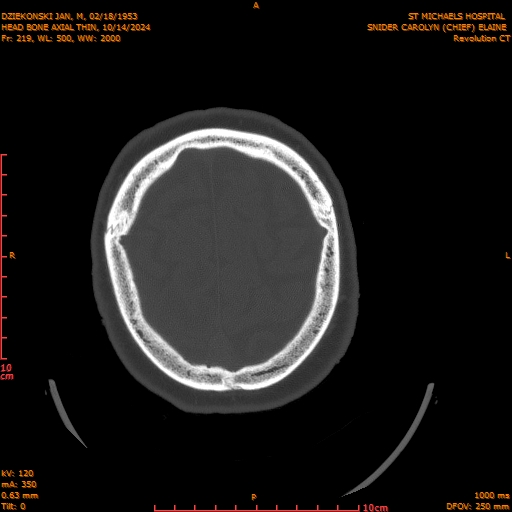 A
DZIEKONSKI JAN, M, 02/18/1953
HEAD BONE AXIAL THIN, 10/14/2024
Fr: 219, WL: 500, WW: 2000
ST MICHAELS HOSPITAL
SNIDER CAROLYN (CHIEF) ELAINE
Revolution CT
R
L
10
cm
kV: 120
mA: 350
0.63 mm
Tilt: 0
P
10cm
1000 ms
DFOV: 250 mm